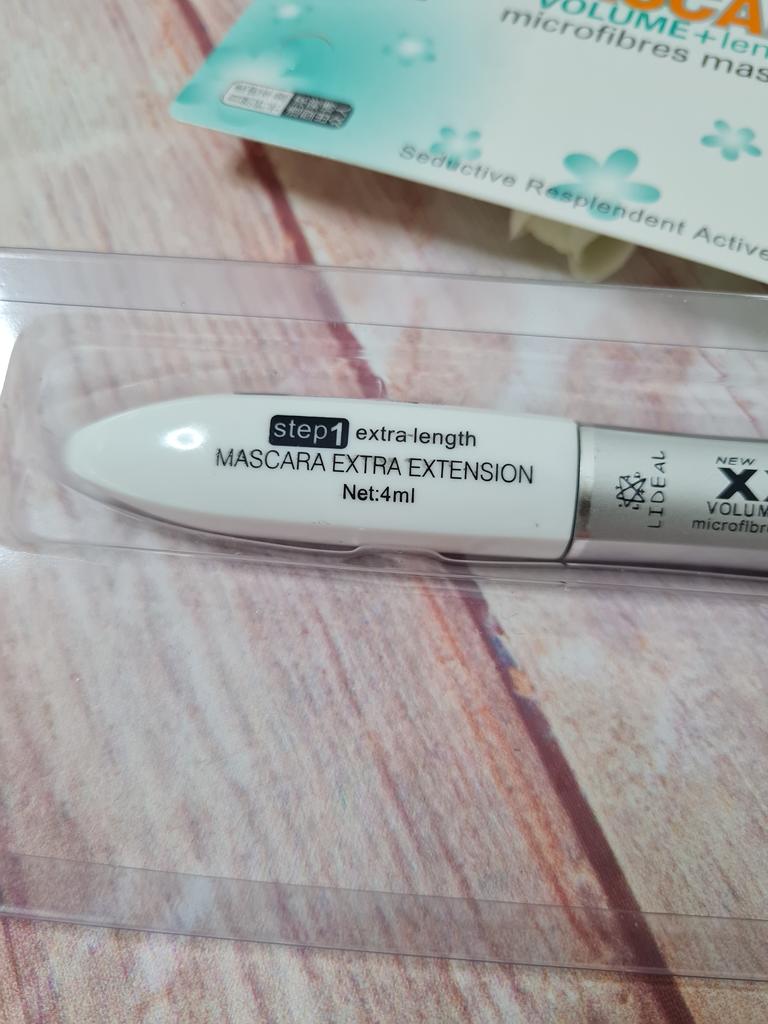 VOLUME+len
microfibres mas
Seductive Resplendent Active
step1 extra-length
MASCARA EXTRA EXTENSION
Net:4ml
LIDEAL
NEW
XX
VOLUM
microfibre